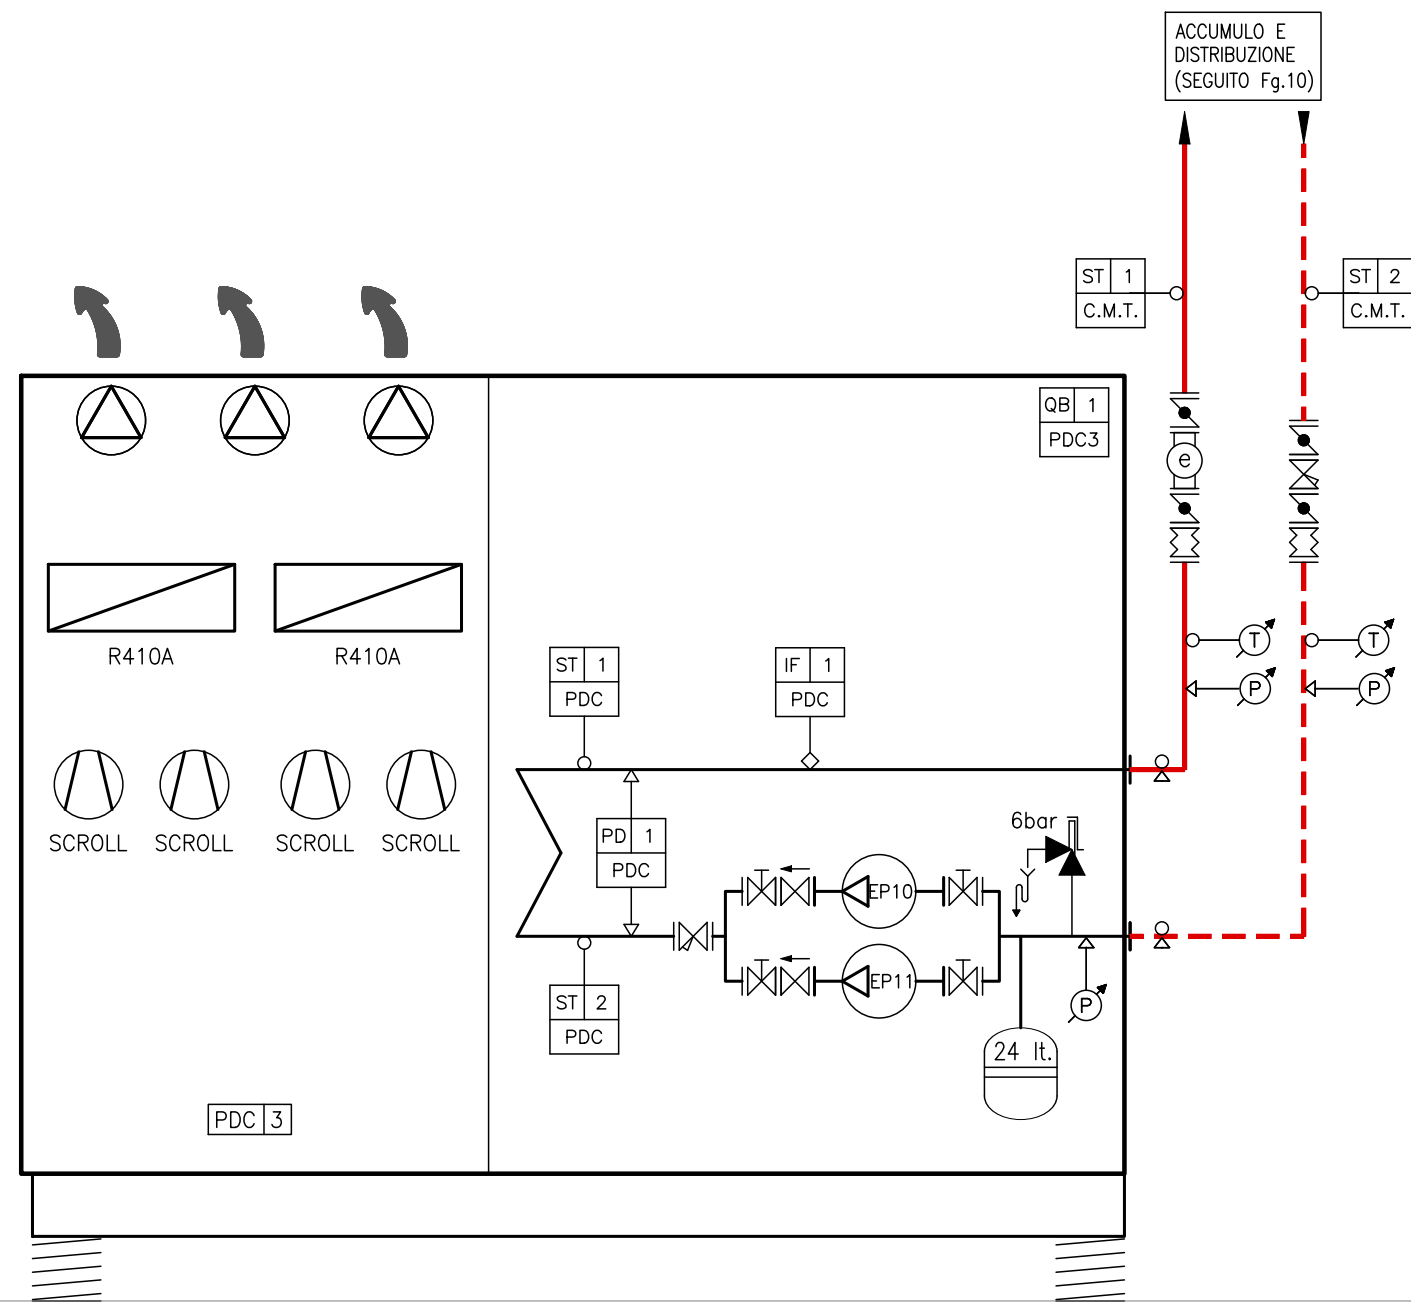 ACCUMULO E
DISTRIBUZIONE
(SEGUITO Fg.10)
ST 1
C.M.T.
ST 2
C.M.T.
QB 1
PDC3
e
R410A
R410A
T
T
P
P
ST 1
PDC
IF 1
PDC
SCROLL
SCROLL
SCROLL
SCROLL
PD 1
PDC
6bar
EP10
EP11
ST 2
PDC
P
24 lt.
PDC 3